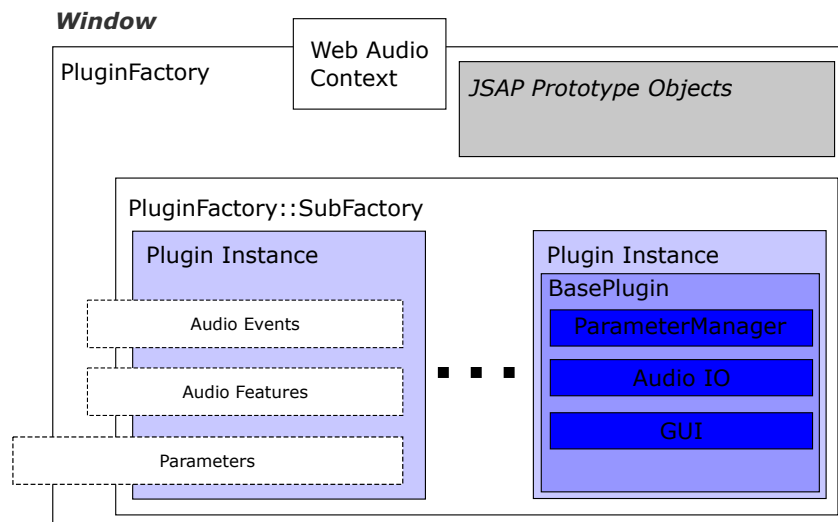 Window
PluginFactory
Web Audio
Context
JSAP Prototype Objects
PluginFactory::SubFactory
Plugin Instance
Audio Events
Audio Features
Parameters
Plugin Instance
BasePlugin
ParameterManager
Audio IO
GUI